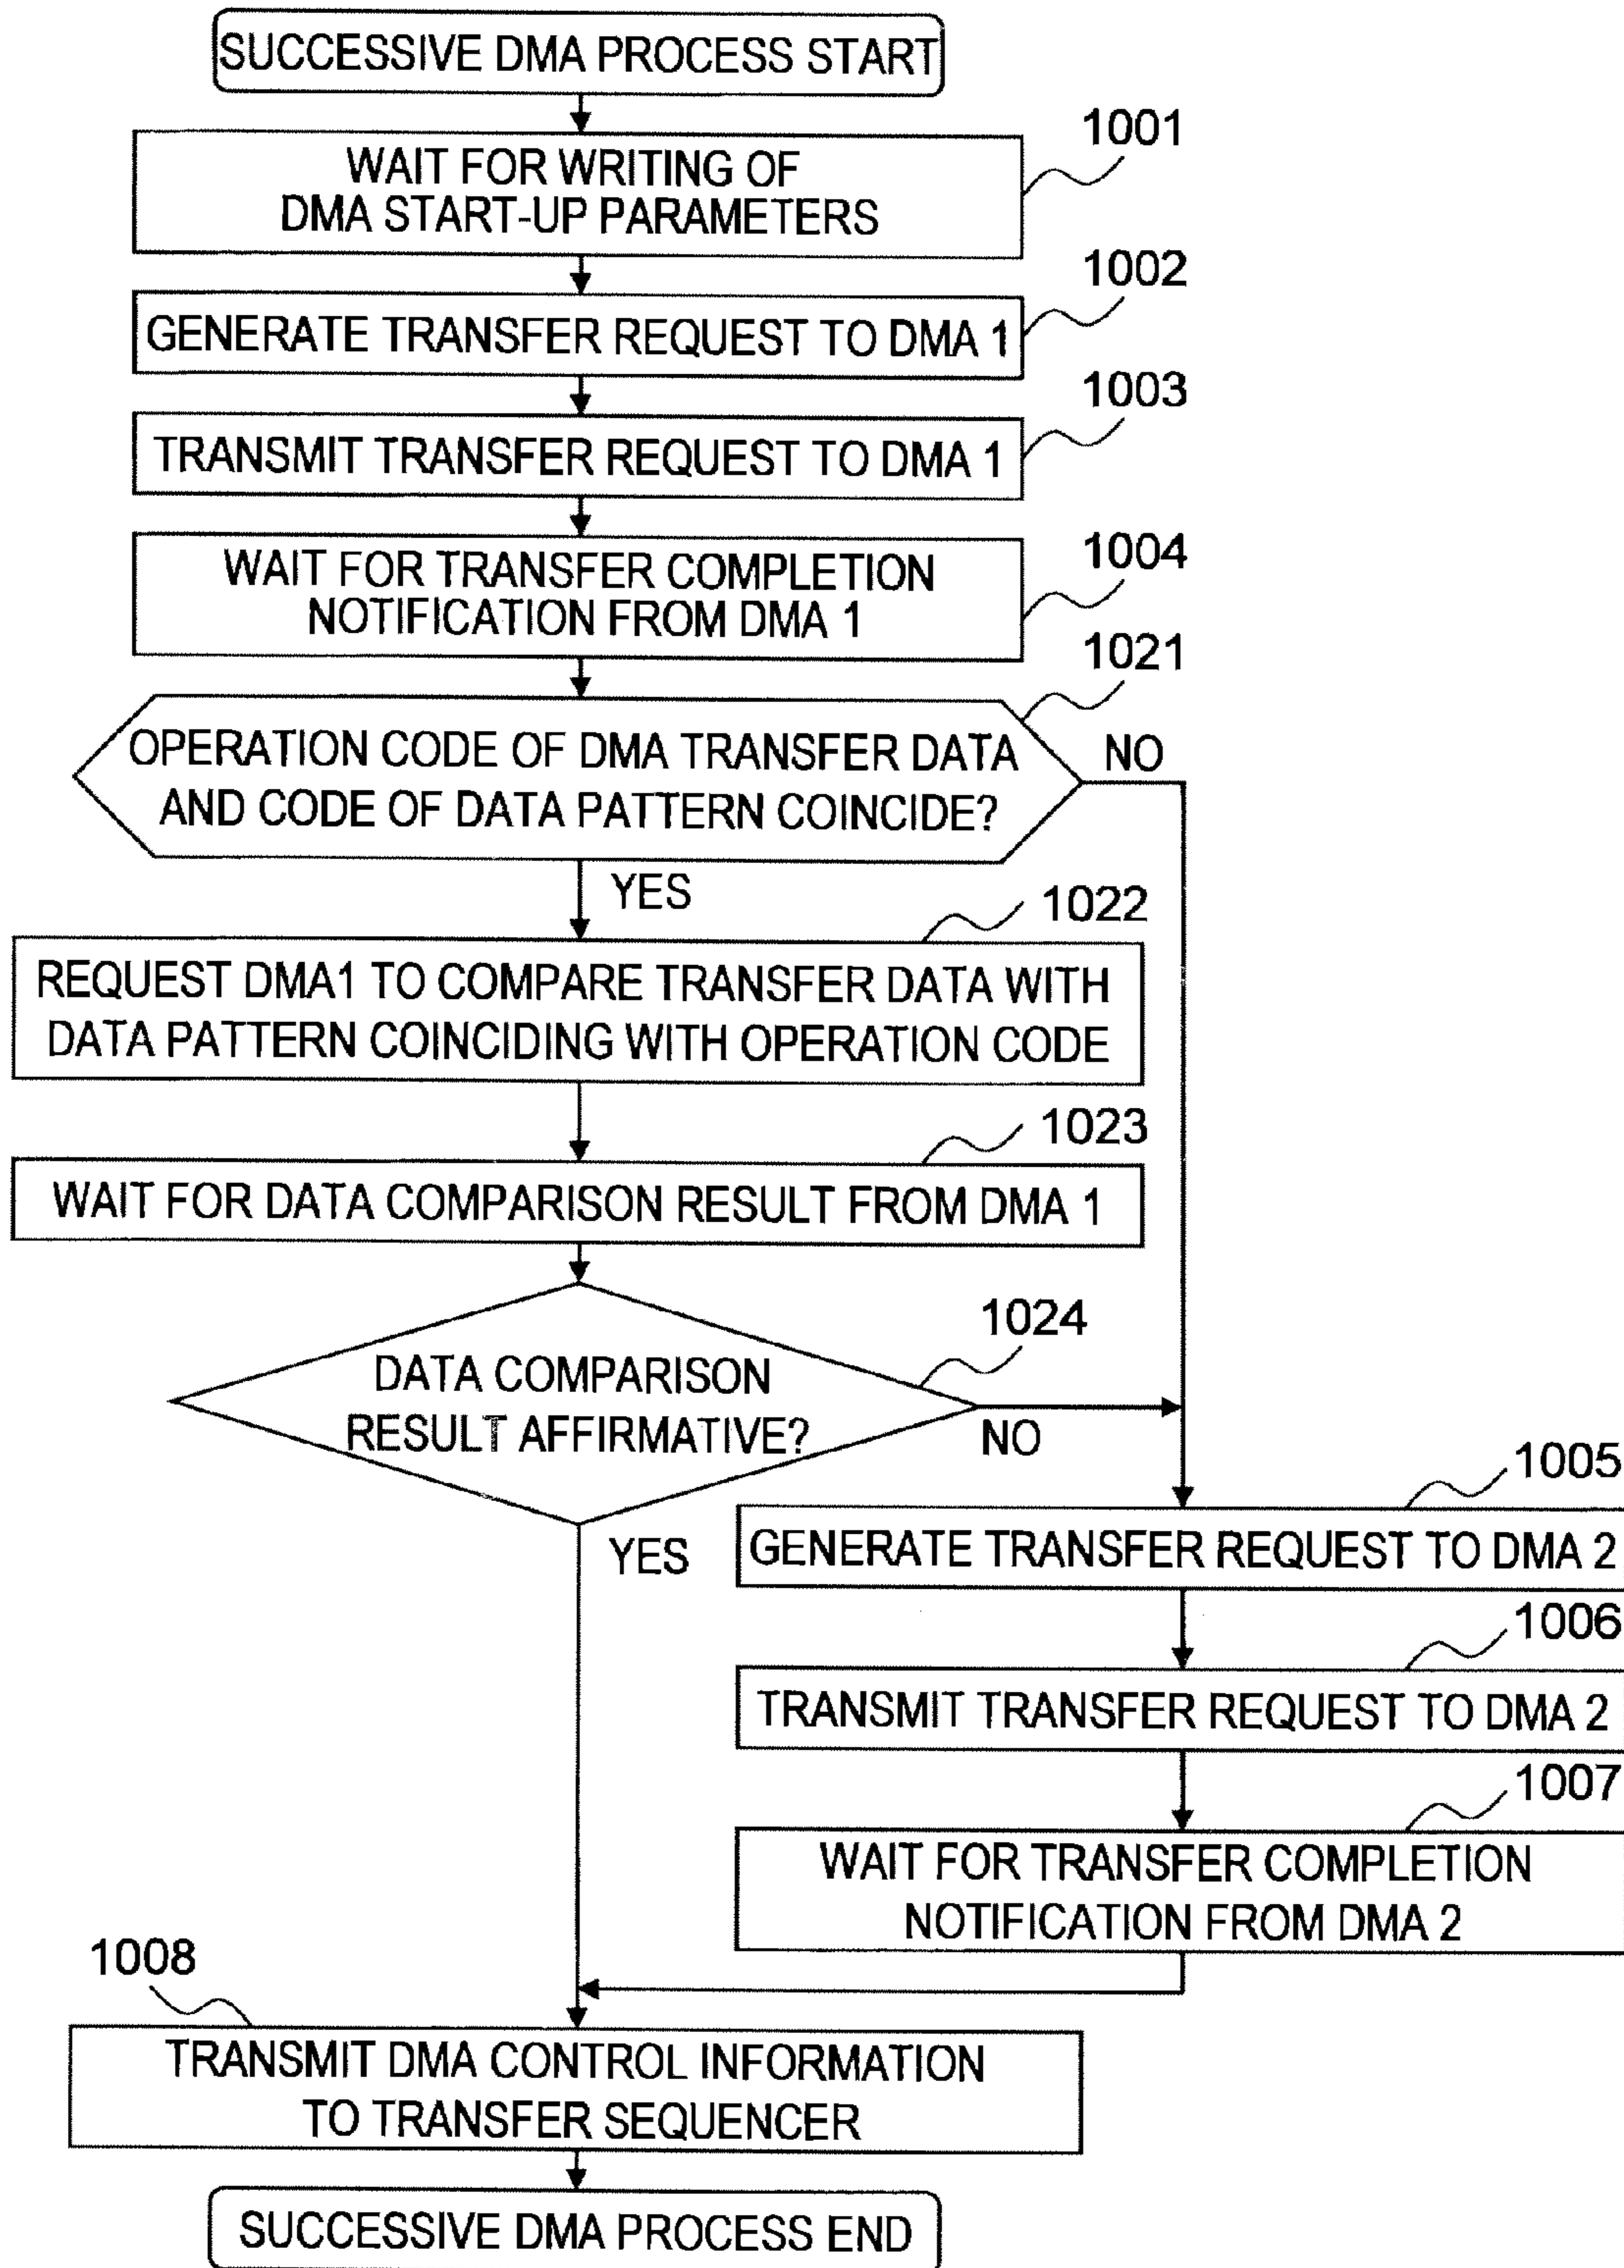 SUCCESSIVE DMA PROCESS START
1001
WAIT FOR WRITING OF
DMA START-UP PARAMETERS
1002
GENERATE TRANSFER REQUEST TO DMA 1
1003
TRANSMIT TRANSFER REQUEST TO DMA 1
1004
WAIT FOR TRANSFER COMPLETION
NOTIFICATION FROM DMA 1
1021
OPERATION CODE OF DMA TRANSFER DATA
AND CODE OF DATA PATTERN COINCIDE?
NO
YES
1022
REQUEST DMA1 TO COMPARE TRANSFER DATA WITH
DATA PATTERN COINCIDING WITH OPERATION CODE
1023
WAIT FOR DATA COMPARISON RESULT FROM DMA 1
1024
DATA COMPARISON
RESULT AFFIRMATIVE?
NO
YES
1005
GENERATE TRANSFER REQUEST TO DMA 2
1006
TRANSMIT TRANSFER REQUEST TO DMA 2
1007
WAIT FOR TRANSFER COMPLETION
NOTIFICATION FROM DMA 2
1008
TRANSMIT DMA CONTROL INFORMATION
TO TRANSFER SEQUENCER
SUCCESSIVE DMA PROCESS END